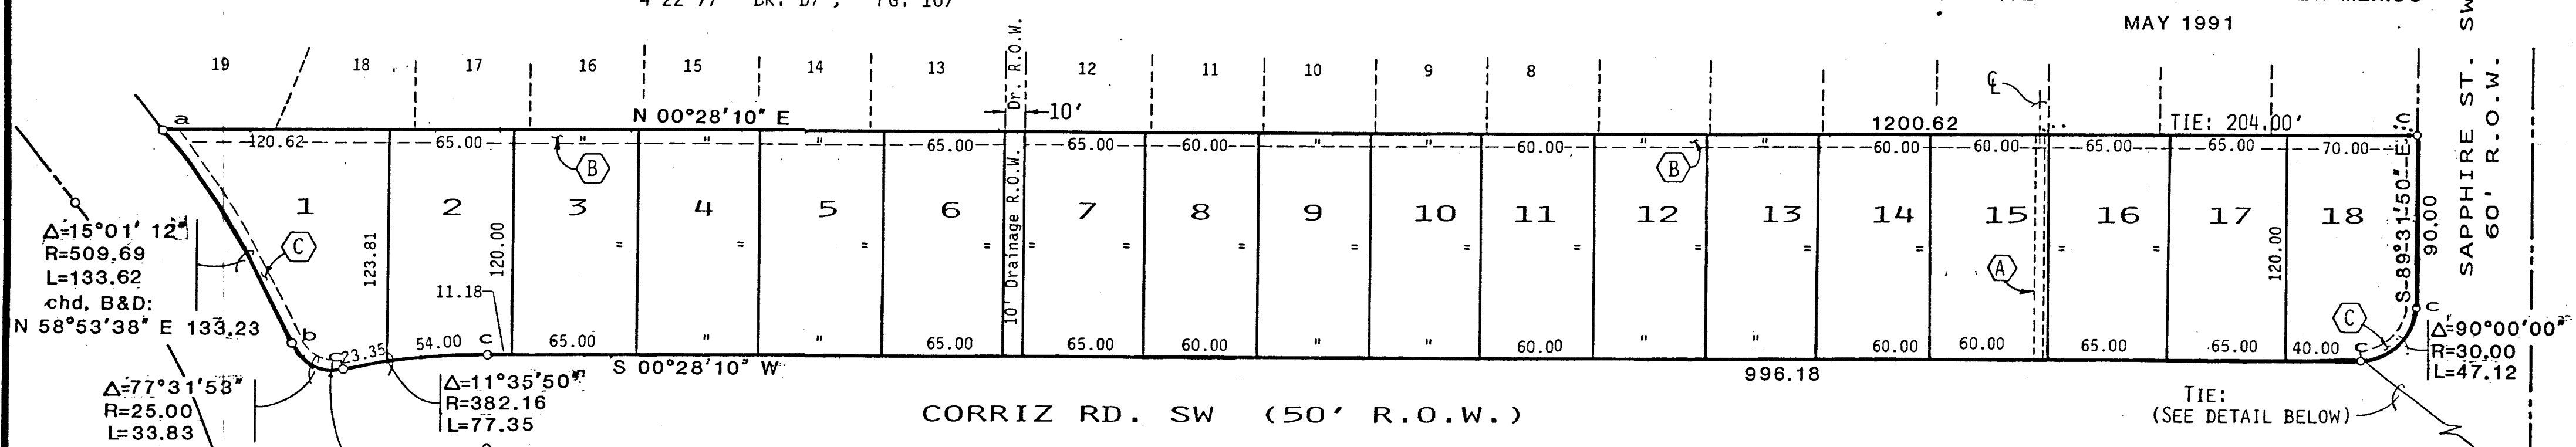 4-22-77 BK. D7, PG. 167
MAY 1991
SAPPHIRE ST. SW
60' R.O.W.
19 18 17 16 15 14 13 Dr. R.O.W. 12 11 10 9 8
10'
N 00°28'10" E
1200.62
TIE: 204.00'
a
120.62 65.00 " " " 65.00 65.00 60.00 " " 60.00 " " 60.00 60.00 65.00 65.00 70.00
B
B
1 2 3 4 5 6 7 8 9 10 11 12 13 14 15 16 17 18
10' Drainage R.O.W.
S 89°31'50" E
90.00
Δ=15°01'12"
R=509.69
L=133.62
chd, B&D:
N 58°53'38" E 133.23
C
123.81
120.00
= = = = = = = = = = = = = =
A
120.00
11.18
b
c
23.35 54.00 c 65.00 " " 65.00 65.00 60.00 " " 60.00 " " 60.00 60.00 65.00 65.00 40.00
C
c
c
Δ=90°00'00"
R=30.00
L=47.12
S 00°28'10" W
996.18
Δ=77°31'53"
R=25.00
L=33.83
Δ=11°35'50"
R=382.16
L=77.35
CORRIZ RD. SW (50' R.O.W.)
TIE:
(SEE DETAIL BELOW)